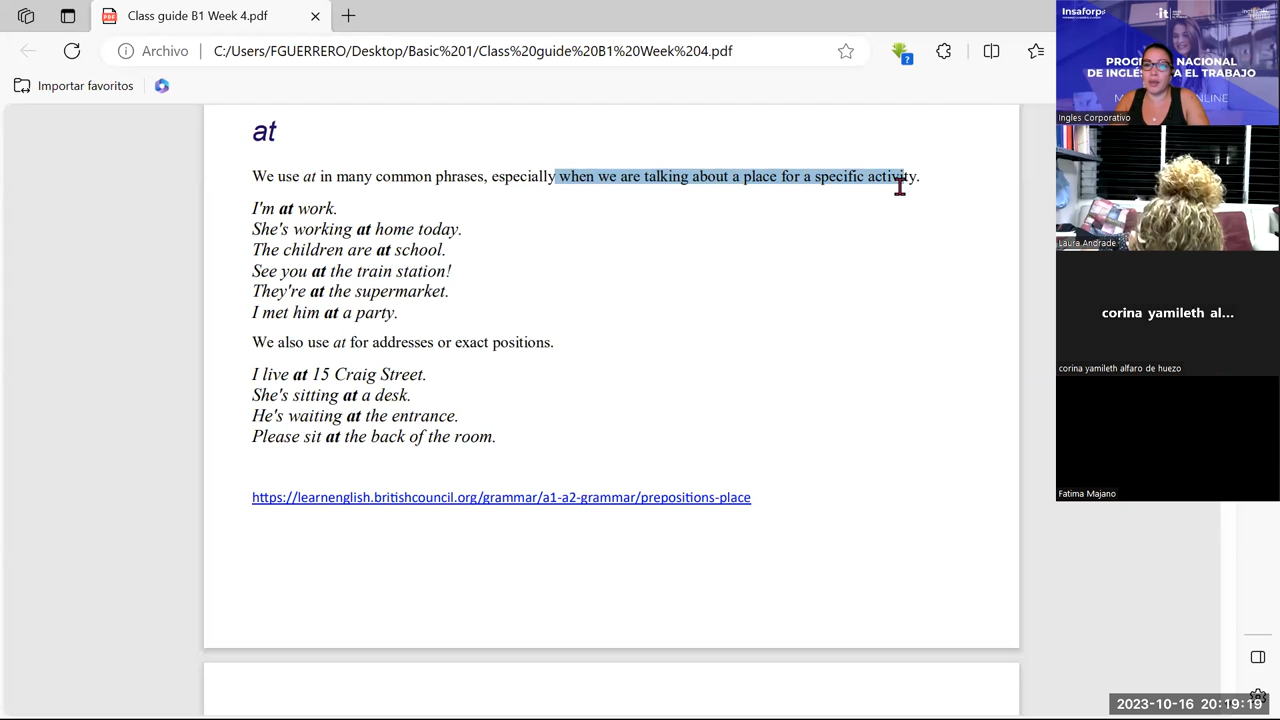 Class guide B1 Week 4.pdf
Archivo
C:/Users/FGUERRERO/Desktop/Basic%201/Class%20guide%20B1%20Week%204.pdf
Importar favoritos
at
We use at in many common phrases, especially when we are talking about a place for a specific activity.
I'm at work.
She's working at home today.
The children are at school.
See you at the train station!
They're at the supermarket.
I met him at a party.
We also use at for addresses or exact positions.
I live at 15 Craig Street.
She's sitting at a desk.
He's waiting at the entrance.
Please sit at the back of the room.
https://learnenglish.britishcouncil.org/grammar/a1-a2-grammar/prepositions-place
Insaforp
PROG NACIONAL
DE INGLÉS A EL TRABAJO
M NLINE
Ingles Corporativo
Laura Andrade
corina yamileth al...
corina yamileth alfaro de huezo
Fatima Majano
2023-10-16 20:19:19